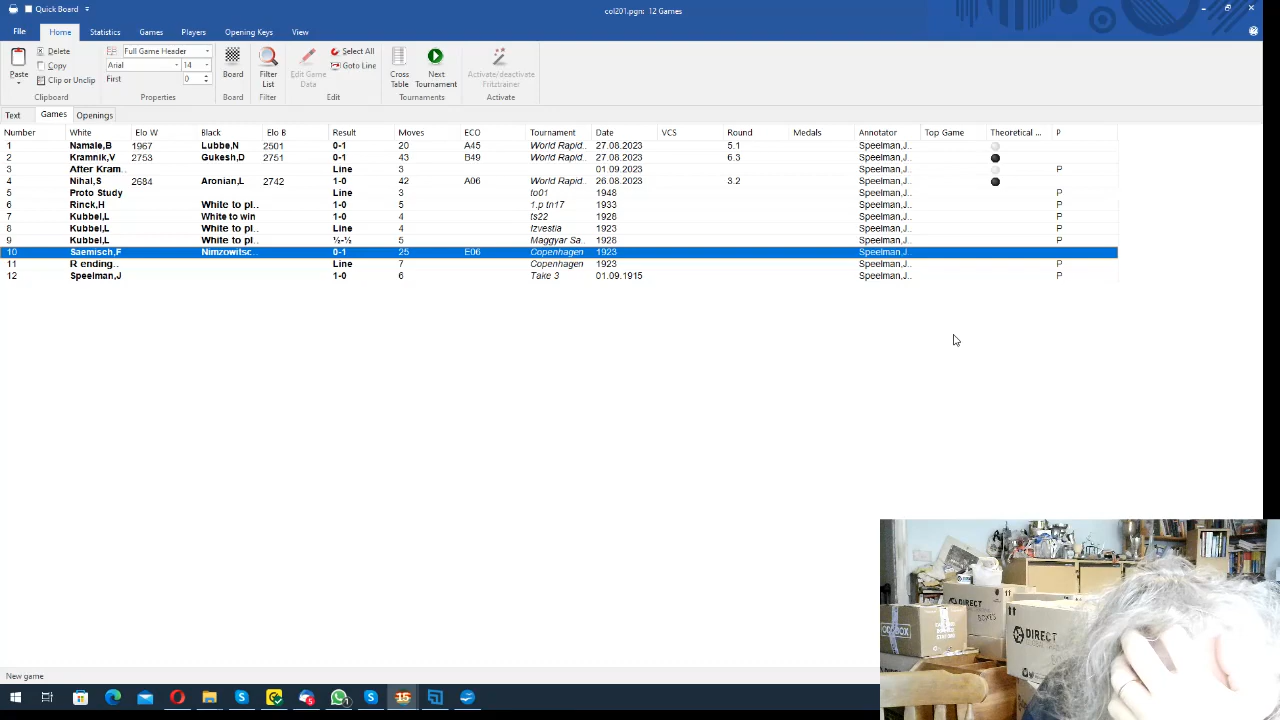 Quick Board
col201.pgn: 12 Games
File Home Statistics Games Players Opening Keys View
Paste Delete Copy Clip or Unclip Clipboard
Full Game Header Arial 14 First 0 Properties
Board Board
Filter List Filter
Edit Game Data Select All Goto Line Edit
Cross Table Next Tournament Tournaments
Activate/deactivate Fritztrainer Activate
Text Games Openings
Number White Elo W Black Elo B Result Moves ECO Tournament Date VCS Round Medals Annotator Top Game Theoretical ... P
1 Namale,B 1967 Lubbe,N 2501 0-1 20 A45 World Rapid.. 27.08.2023 5.1 Speelman,J..
2 Kramnik,V 2753 Gukesh,D 2751 0-1 43 B49 World Rapid.. 27.08.2023 6.3 Speelman,J..
3 After Kram.. Line 3 01.09.2023 Speelman,J.. P
4 Nihal,S 2684 Aronian,L 2742 1-0 42 A06 World Rapid.. 26.08.2023 3.2 Speelman,J..
5 Proto Study Line 3 to01 1948 Speelman,J.. P
6 Rinck,H White to pl.. 1-0 5 1.p tn17 1933 Speelman,J.. P
7 Kubbel,L White to win 1-0 4 ts22 1928 Speelman,J.. P
8 Kubbel,L White to pl.. Line 4 Izvestia 1923 Speelman,J.. P
9 Kubbel,L White to pl.. ½-½ 5 Maggyar Sa.. 1928 Speelman,J.. P
10 Saemisch,F Nimzowitsc.. 0-1 25 E06 Copenhagen 1923 Speelman,J..
11 R ending.. Line 7 Copenhagen 1923 Speelman,J.. P
12 Speelman,J 1-0 6 Take 3 01.09.1915 Speelman,J.. P
DIRECT
BOXES
DIRECT
New game